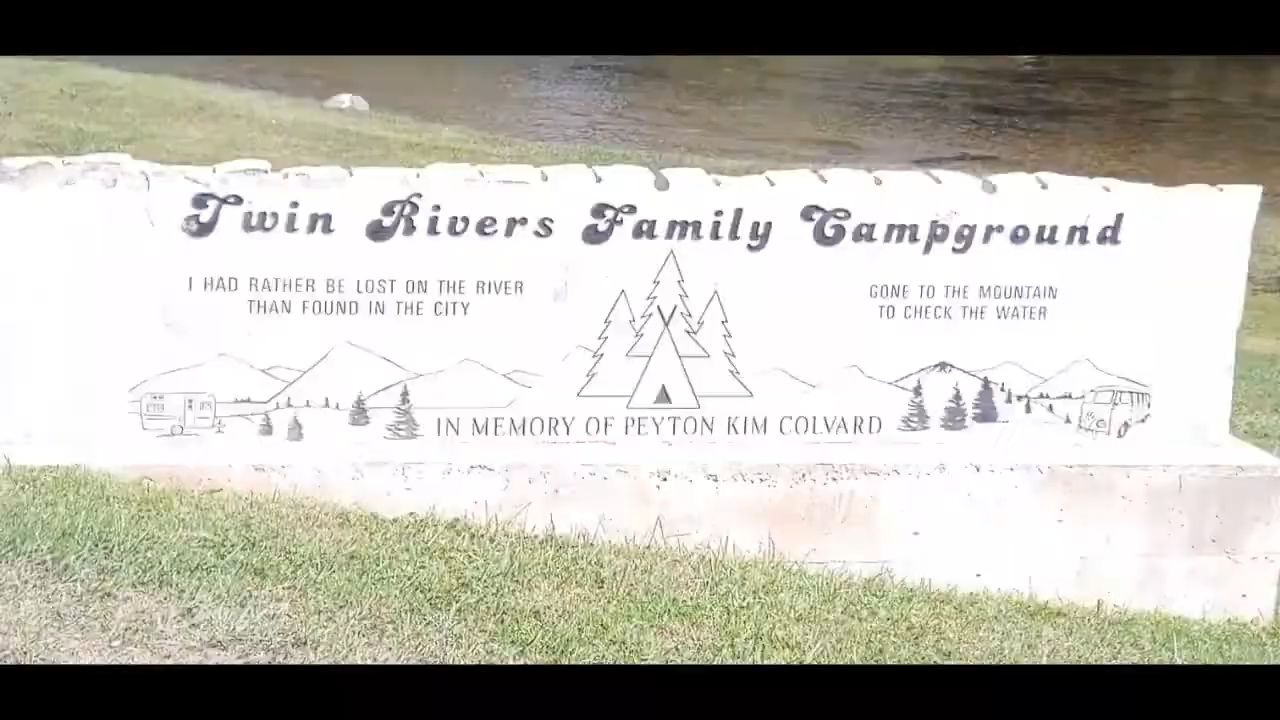 Twin Rivers Family Campground
I HAD RATHER BE LOST ON THE RIVER
THAN FOUND IN THE CITY
GONE TO THE MOUNTAIN
TO CHECK THE WATER
IN MEMORY OF PEYTON KIM COLVARD